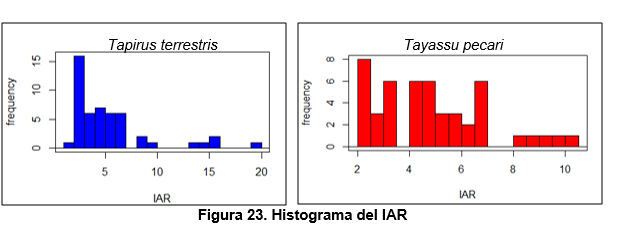 Tapirus terrestris
frequency
0 5 10 15
5 10 15 20
IAR
Tayassu pecari
frequency
0 2 4 6 8
2 4 6 8 10
IAR
Figura 23. Histograma del IAR